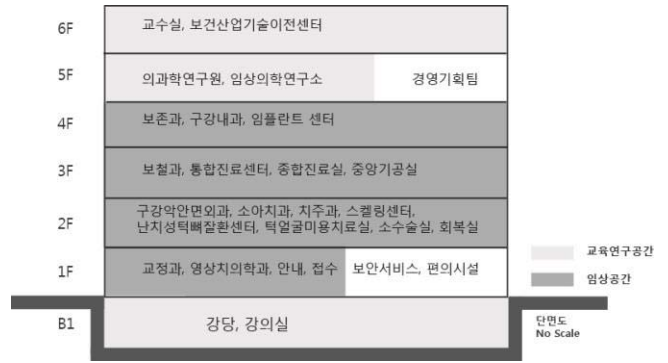 6F 교수실, 보건산업기술이전센터
5F 의과학연구원, 임상의학연구소 경영기획팀
4F 보존과, 구강내과, 임플란트 센터
3F 보철과, 통합진료센터, 종합진료실, 중앙기공실
2F 구강악안면외과, 소아치과, 치주과, 스켈링센터,
난치성턱뼈질환센터, 턱얼굴미용치료실, 소수술실, 회복실
1F 교정과, 영상치의학과, 안내, 접수 보안서비스, 편의시설
교육연구공간
임상공간
B1 강당, 강의실
단면도
No Scale